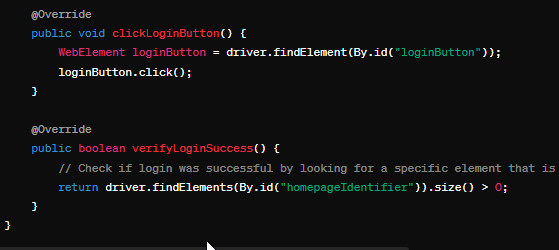 @Override
public void clickLoginButton() {
WebElement loginButton = driver.findElement(By.id("loginButton"));
loginButton.click();
}
@Override
public boolean verifyLoginSuccess() {
// Check if login was successful by looking for a specific element that is
return driver.findElements(By.id("homepageIdentifier")).size() > 0;
}
}